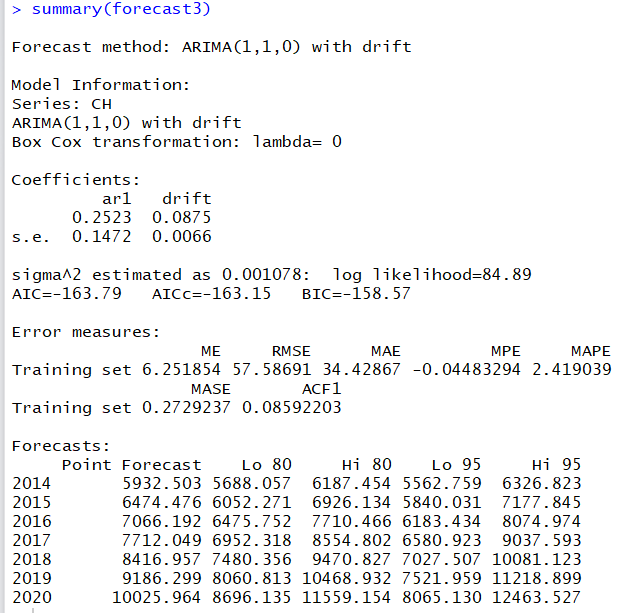 > summary(forecast3)
Forecast method: ARIMA(1,1,0) with drift
Model Information:
Series: CH
ARIMA(1,1,0) with drift
Box Cox transformation: lambda= 0
Coefficients:
ar1 drift
0.2523 0.0875
s.e. 0.1472 0.0066
sigma^2 estimated as 0.001078: log likelihood=84.89
AIC=-163.79 AICc=-163.15 BIC=-158.57
Error measures:
ME RMSE MAE MPE MAPE
Training set 6.251854 57.58691 34.42867 -0.04483294 2.419039
MASE ACF1
Training set 0.2729237 0.08592203
Forecasts:
Point Forecast Lo 80 Hi 80 Lo 95 Hi 95
2014 5932.503 5688.057 6187.454 5562.759 6326.823
2015 6474.476 6052.271 6926.134 5840.031 7177.845
2016 7066.192 6475.752 7710.466 6183.434 8074.974
2017 7712.049 6952.318 8554.802 6580.923 9037.593
2018 8416.957 7480.356 9470.827 7027.507 10081.123
2019 9186.299 8060.813 10468.932 7521.959 11218.899
2020 10025.964 8696.135 11559.154 8065.130 12463.527